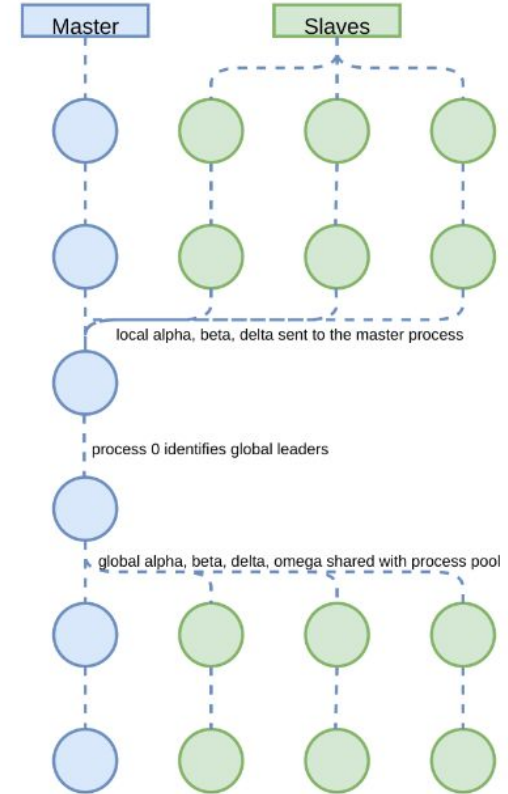 Master
Slaves
local alpha, beta, delta sent to the master process
process 0 identifies global leaders
global alpha, beta, delta, omega shared with process pool